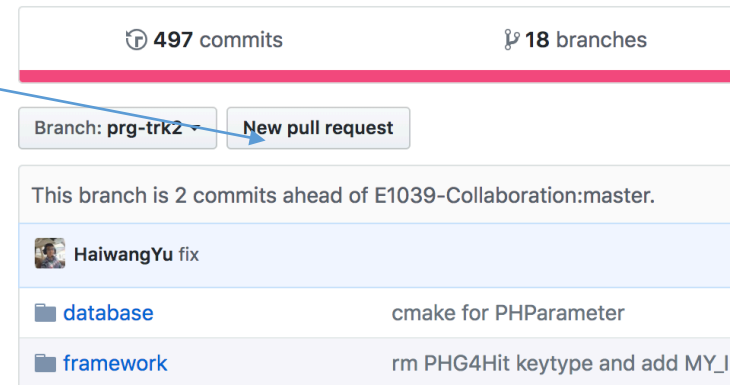 497 commits 18 branches
Branch: prg-trk2 New pull request
This branch is 2 commits ahead of E1039-Collaboration:master.
HaiwangYu fix
database cmake for PHParameter
framework rm PHG4Hit keytype and add MY_I